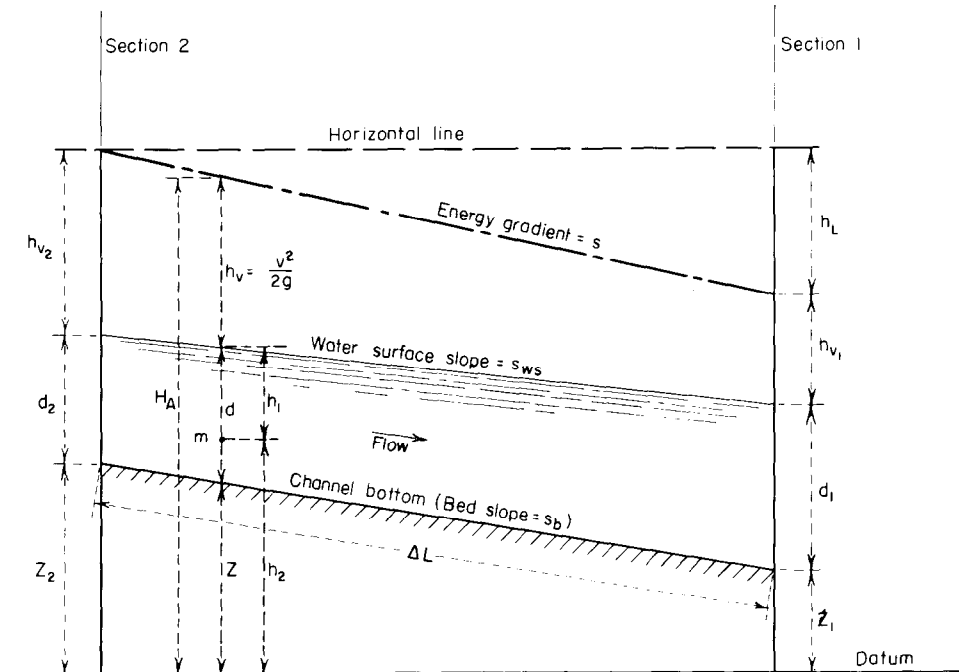 Section 2
Section 1
Horizontal line
Energy gradient = s
h_L
h_v2
h_v = v²/2g
Water surface slope = s_ws
h_v1
d_2
H_A
d
h_1
m
Flow
d_1
Channel bottom (Bed slope = s_b)
ΔL
Z_2
Z
h_2
Z_1
Datum